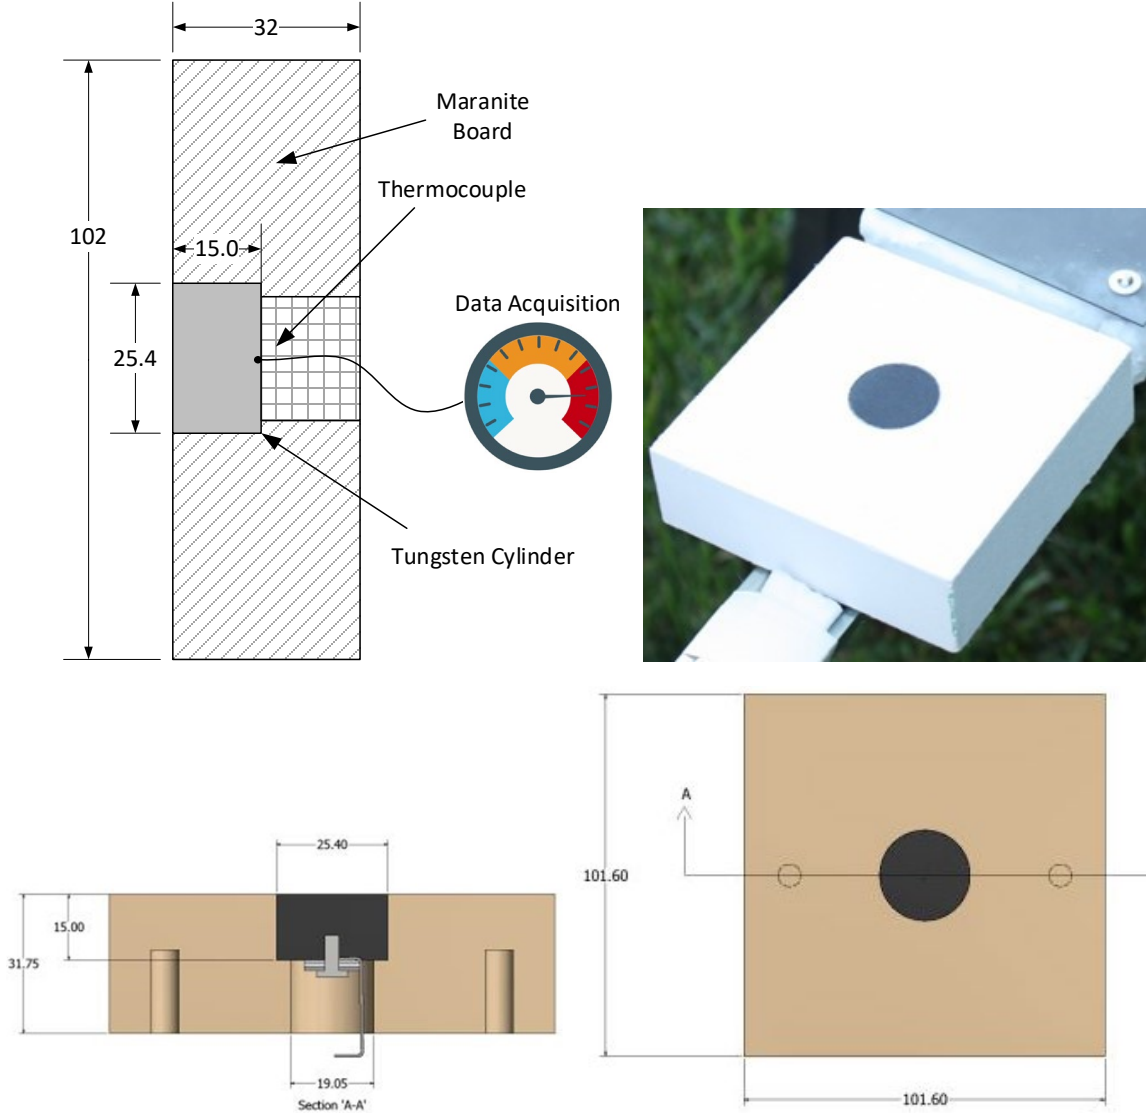 32
Maranite
Board
Thermocouple
102
15.0
Data Acquisition
25.4
Tungsten Cylinder
25.40
15.00
31.75
19.05
Section 'A-A'
A
101.60
101.60